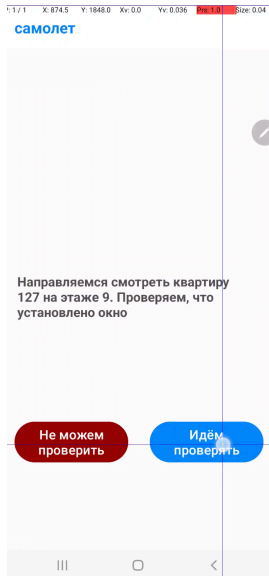 P: 1 / 1 X: 874.5 Y: 1848.0 Xv: 0.0 Yv: 0.036 Prs: 1.0 Size: 0.04
самолет
Направляемся смотреть квартиру
127 на этаже 9. Проверяем, что
установлено окно
Не можем
проверить
Идём
проверять